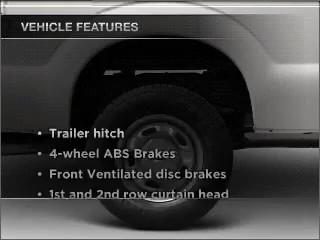 VEHICLE FEATURES
• Trailer hitch
• 4-wheel ABS Brakes
• Front Ventilated disc brakes
• 1st and 2nd row curtain head